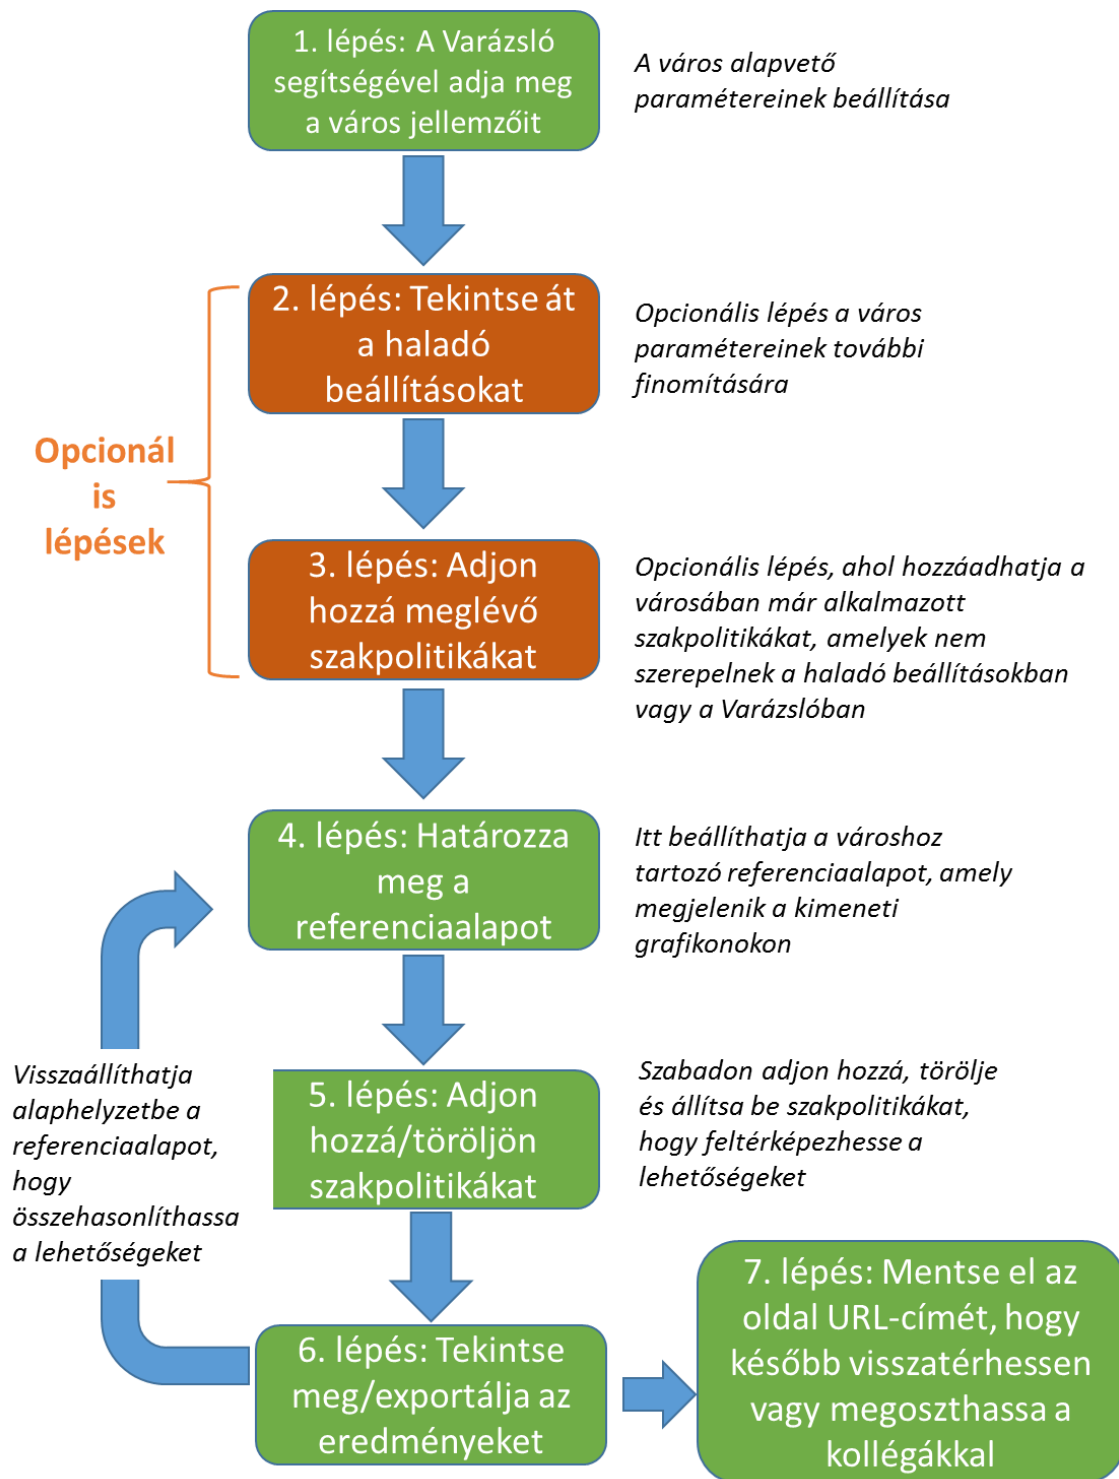 1. lépés: A Varázsló
segítségével adja meg
a város jellemzőit
A város alapvető
paramétereinek beállítása
2. lépés: Tekintse át
a haladó
beállításokat
Opcionális lépés a város
paramétereinek további
finomítására
Opcionál
is
lépések
3. lépés: Adjon
hozzá meglévő
szakpolitikákat
Opcionális lépés, ahol hozzáadhatja a
városában már alkalmazott
szakpolitikákat, amelyek nem
szerepelnek a haladó beállításokban
vagy a Varázslóban
4. lépés: Határozza
meg a
referenciaalapot
Itt beállíthatja a városhoz
tartozó referenciaalapot, amely
megjelenik a kimeneti
grafikonokon
Visszaállíthatja
alaphelyzetbe a
referenciaalapot,
hogy
összehasonlíthassa
a lehetőségeket
5. lépés: Adjon
hozzá/töröljön
szakpolitikákat
Szabadon adjon hozzá, törölje
és állítsa be szakpolitikákat,
hogy feltérképezhesse a
lehetőségeket
6. lépés: Tekintse
meg/exportálja az
eredményeket
7. lépés: Mentse el az
oldal URL-címét, hogy
később visszatérhessen
vagy megoszthassa a
kollégákkal